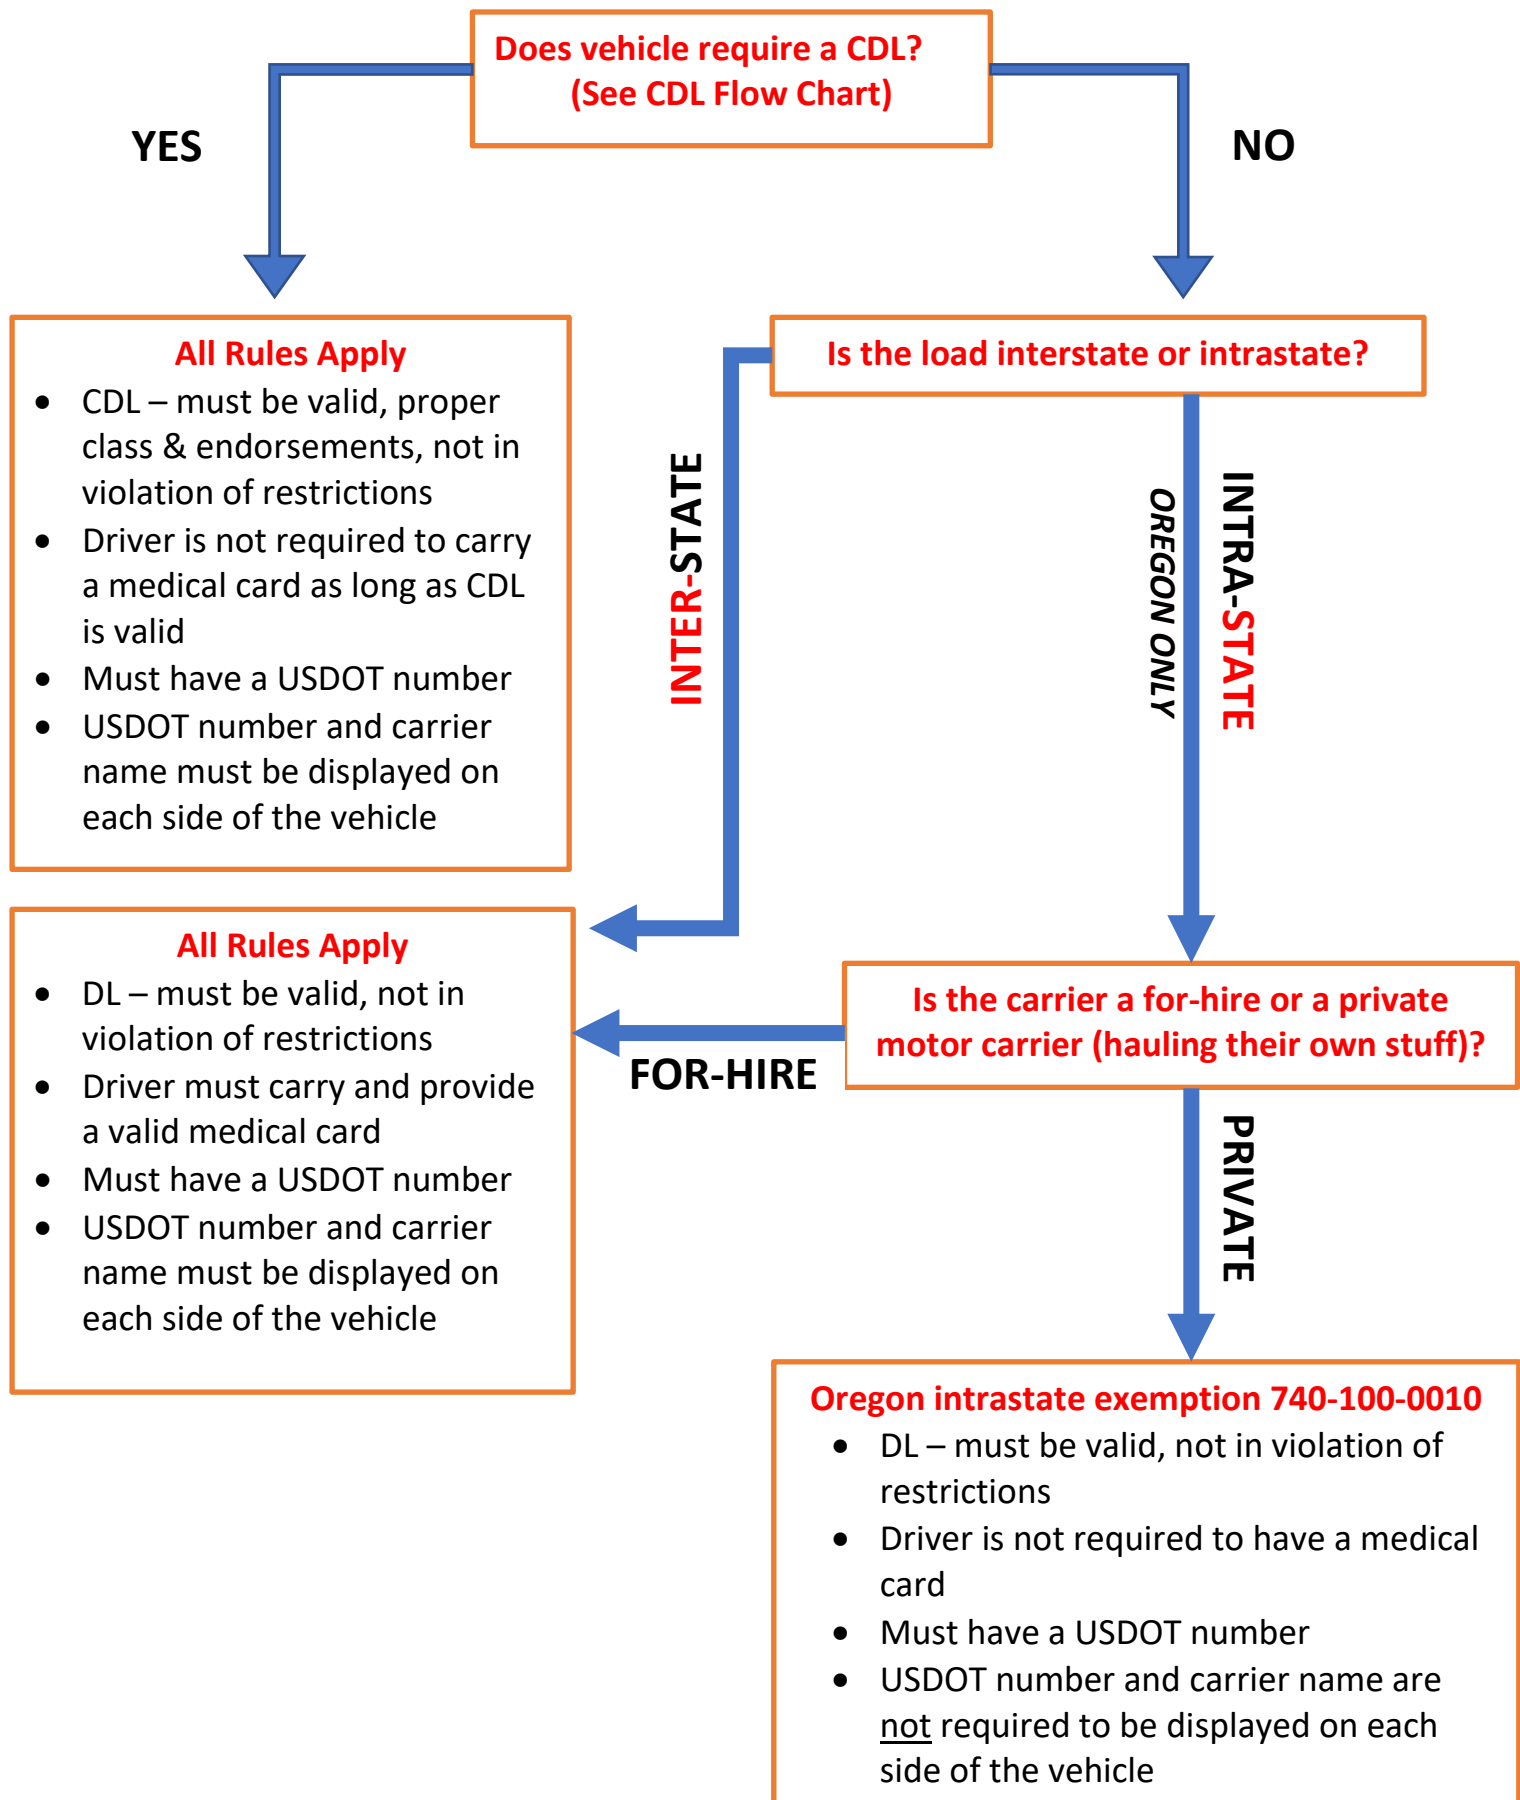 Does vehicle require a CDL?
(See CDL Flow Chart)
YES
NO
All Rules Apply
• CDL – must be valid, proper
class & endorsements, not in
violation of restrictions
• Driver is not required to carry
a medical card as long as CDL
is valid
• Must have a USDOT number
• USDOT number and carrier
name must be displayed on
each side of the vehicle
Is the load interstate or intrastate?
INTER-STATE
OREGON ONLY
INTRA-STATE
All Rules Apply
• DL – must be valid, not in
violation of restrictions
• Driver must carry and provide
a valid medical card
• Must have a USDOT number
• USDOT number and carrier
name must be displayed on
each side of the vehicle
Is the carrier a for-hire or a private
motor carrier (hauling their own stuff)?
FOR-HIRE
PRIVATE
Oregon intrastate exemption 740-100-0010
• DL – must be valid, not in violation of
restrictions
• Driver is not required to have a medical
card
• Must have a USDOT number
• USDOT number and carrier name are
not required to be displayed on each
side of the vehicle